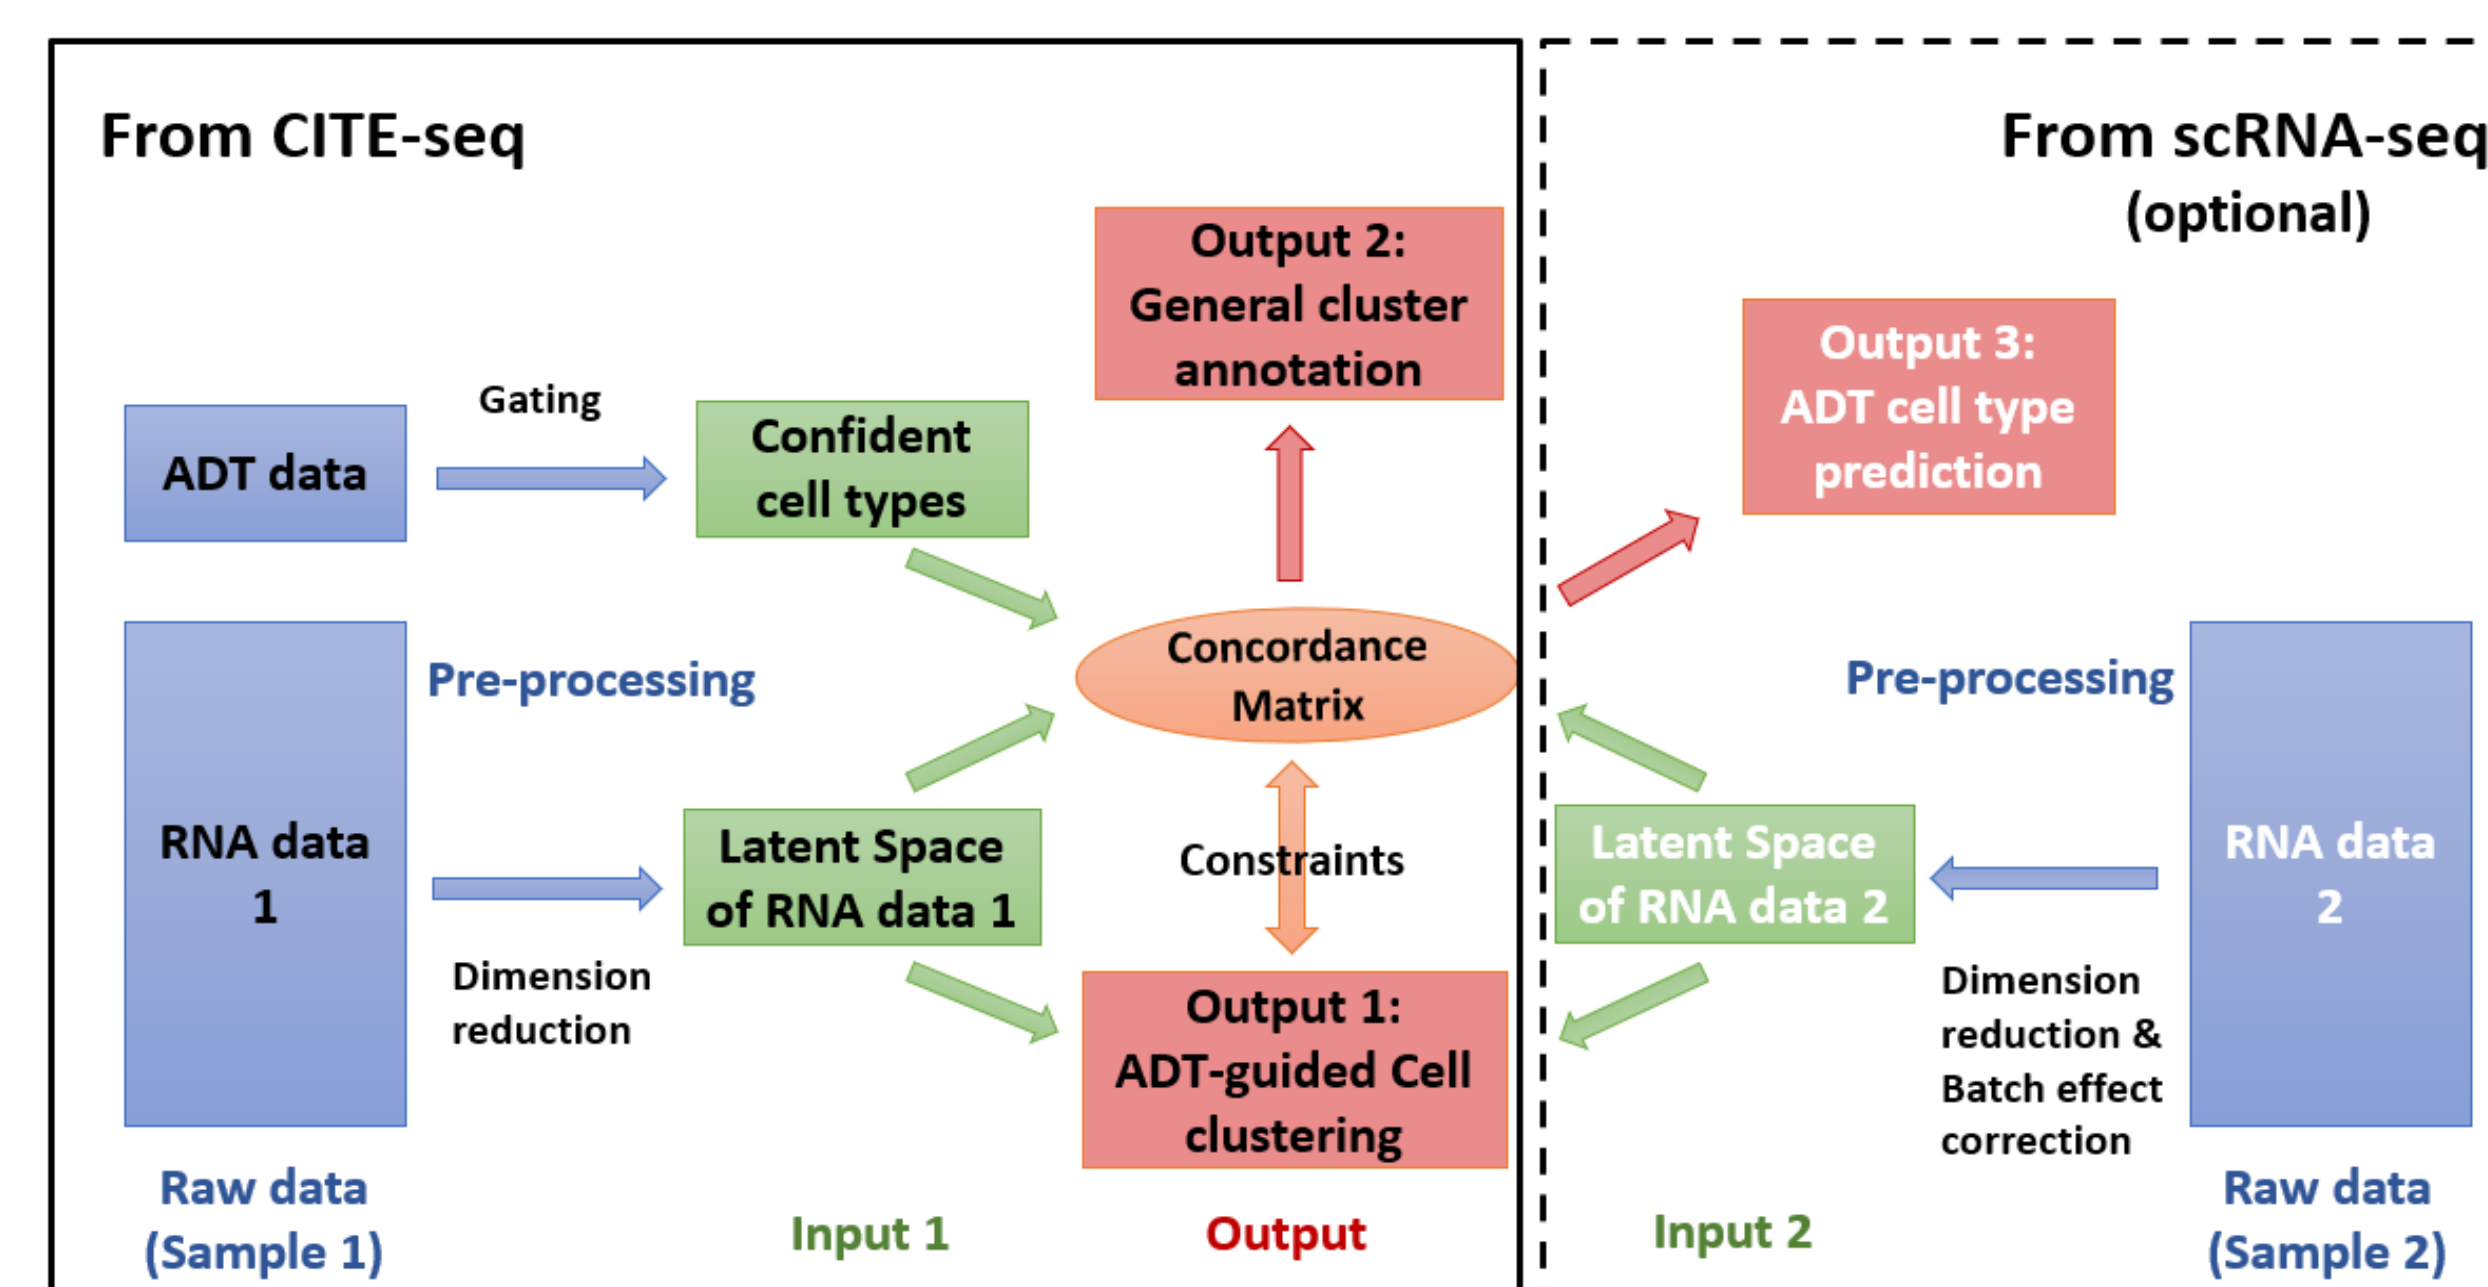 From CITE-seq
From scRNA-seq
(optional)
Output 2:
General cluster
annotation
Output 3:
ADT cell type
prediction
Gating
ADT data
Confident
cell types
Concordance
Matrix
Pre-processing
Pre-processing
RNA data
1
Latent Space
of RNA data 1
Constraints
Latent Space
of RNA data 2
RNA data
2
Dimension
reduction
Output 1:
ADT-guided Cell
clustering
Dimension
reduction &
Batch effect
correction
Raw data
(Sample 1)
Input 1
Output
Input 2
Raw data
(Sample 2)